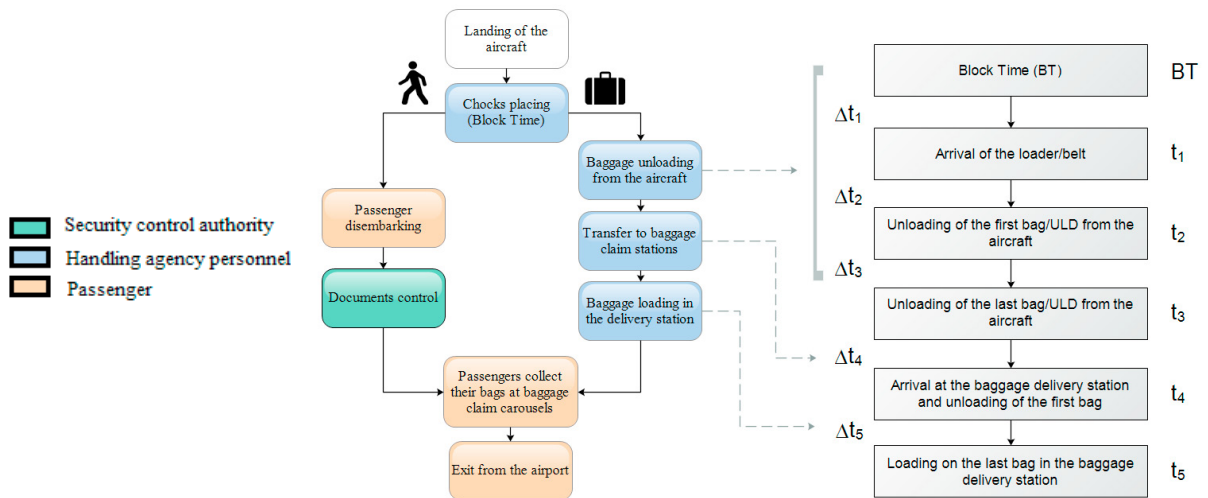 Landing of the
aircraft
Chocks placing
(Block Time)
Baggage unloading
from the aircraft
Passenger
disembarking
Transfer to baggage
claim stations
Documents control
Baggage loading in
the delivery station
Passengers collect
their bags at baggage
claim carousels
Exit from the airport
Security control authority
Handling agency personnel
Passenger
Δt₁
Δt₂
Δt₃
Δt₄
Δt₅
Block Time (BT)
BT
Arrival of the loader/belt
t₁
Unloading of the first bag/ULD from the
aircraft
t₂
Unloading of the last bag/ULD from the
aircraft
t₃
Arrival at the baggage delivery station
and unloading of the first bag
t₄
Loading on the last bag in the baggage
delivery station
t₅